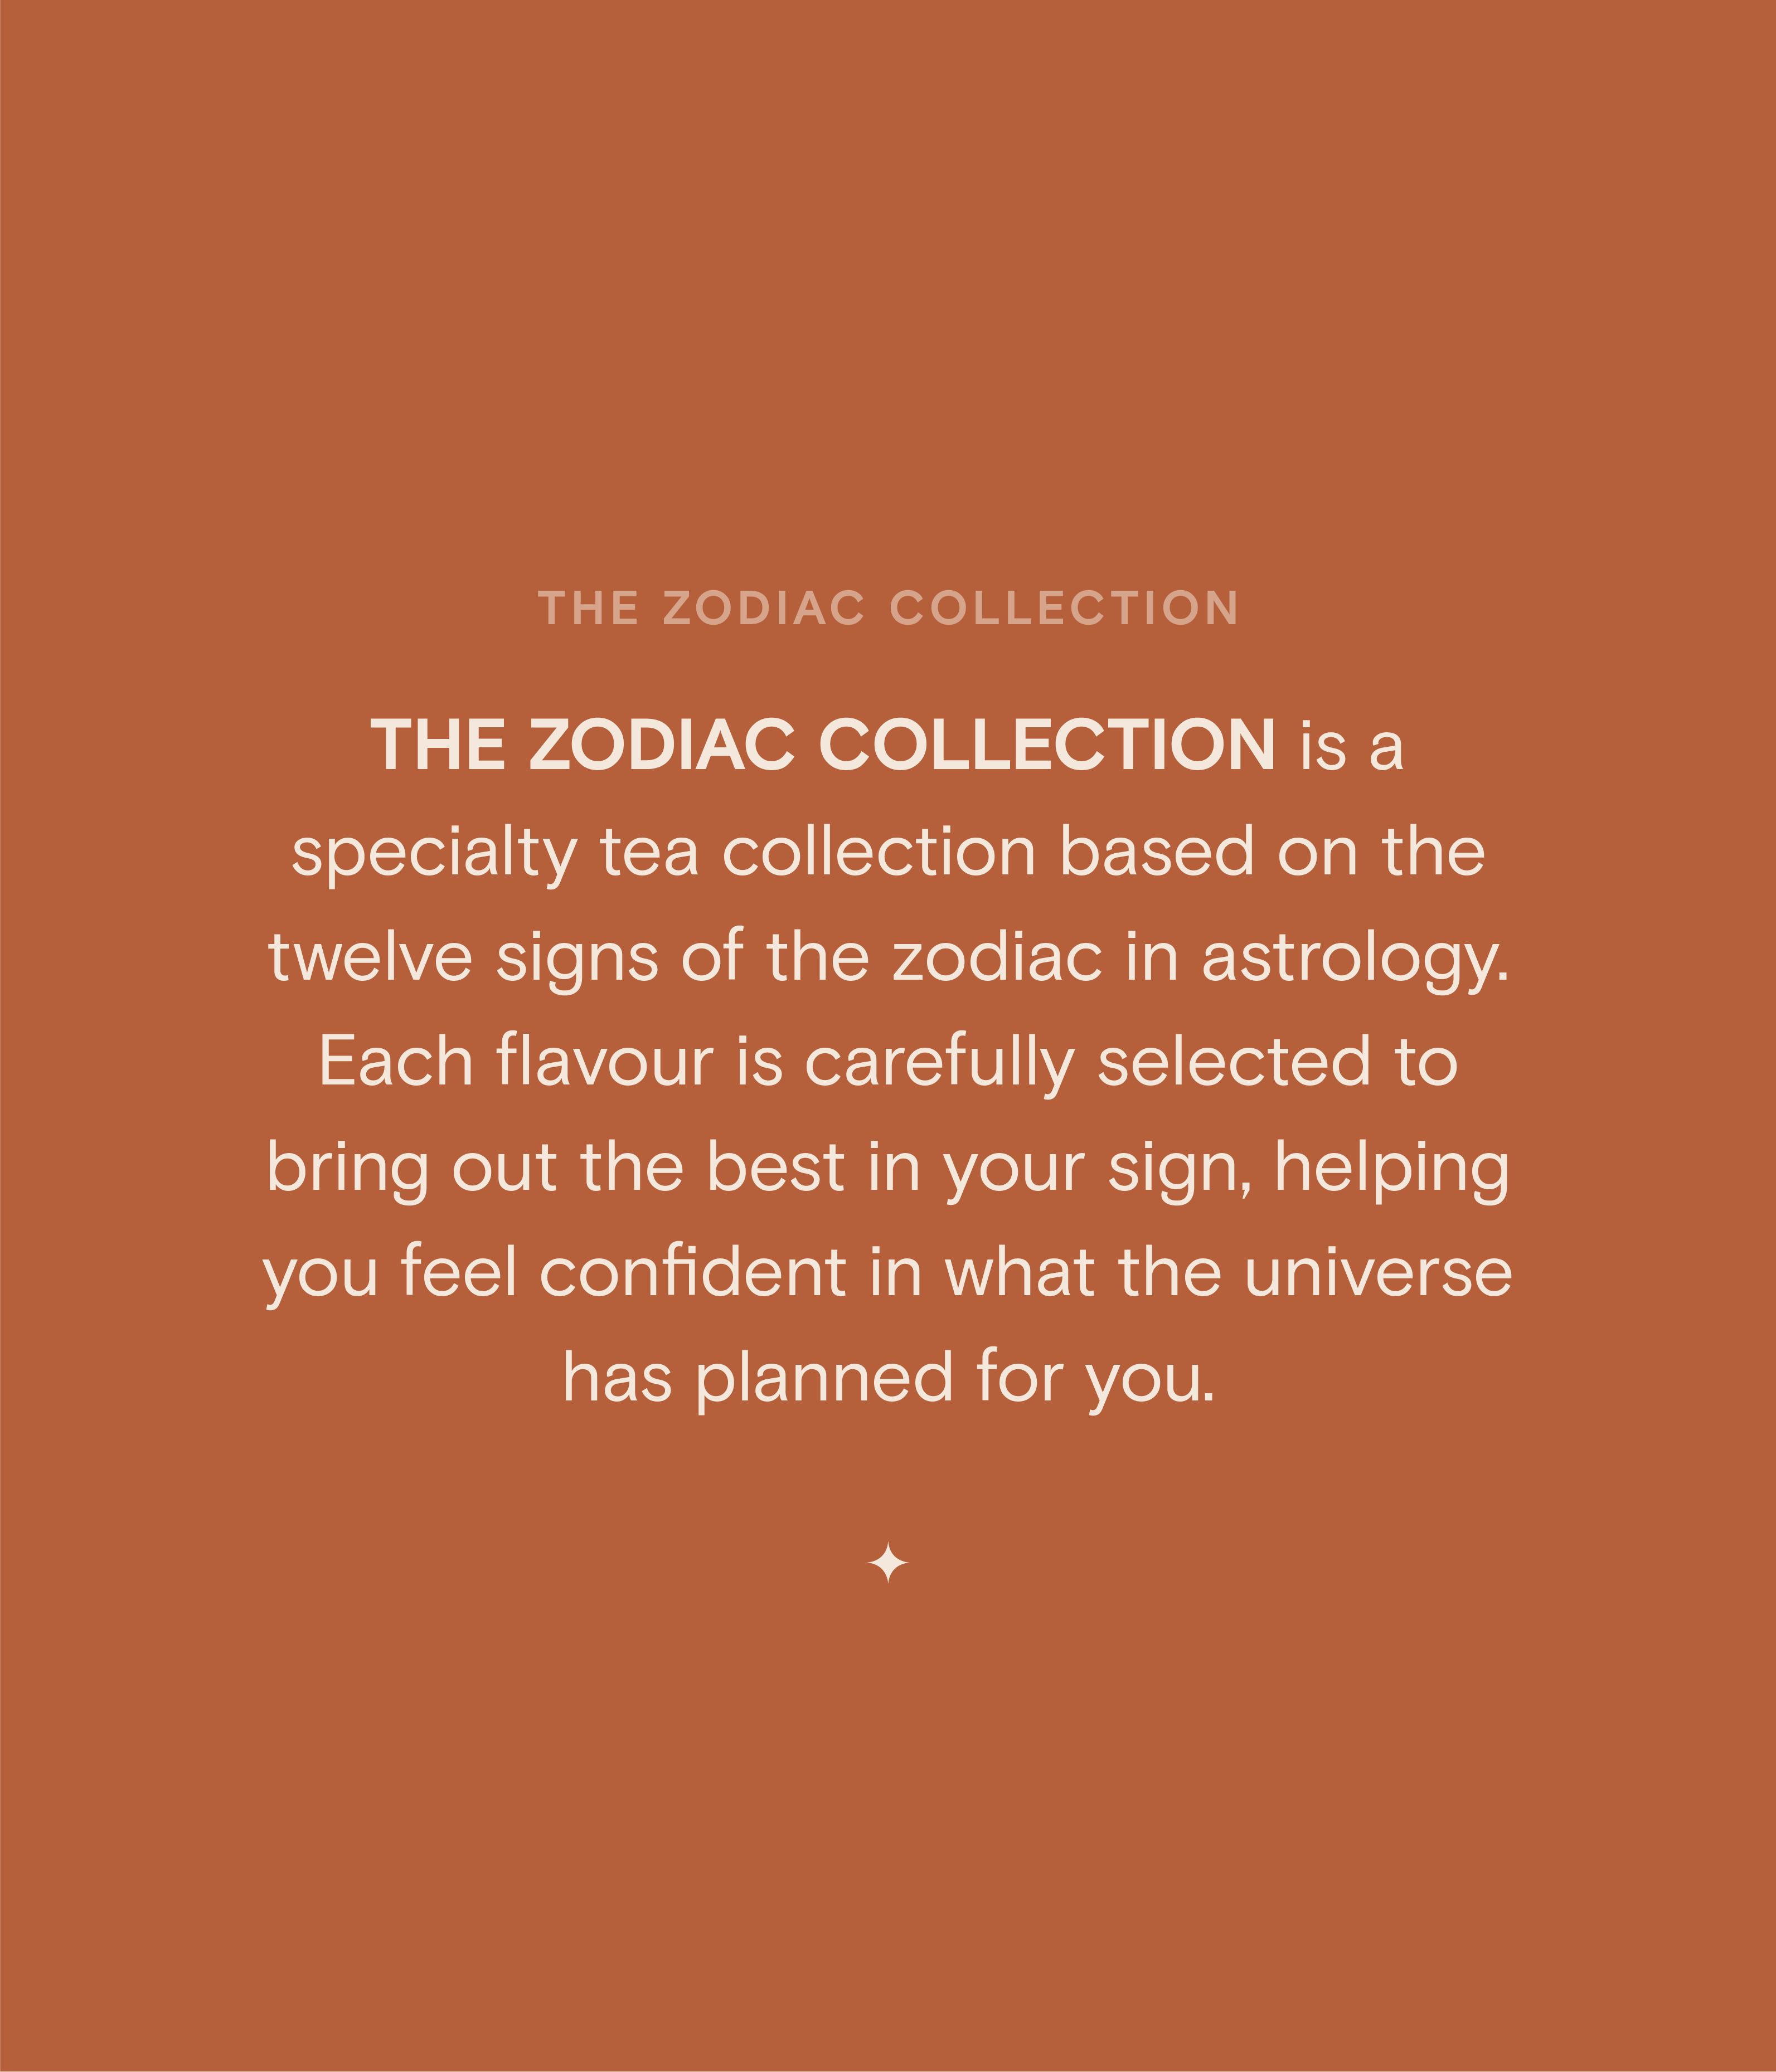 THE ZODIAC COLLECTION
THE ZODIAC COLLECTION is a
specialty tea collection based on the
twelve signs of the zodiac in astrology.
Each flavour is carefully selected to
bring out the best in your sign, helping
you feel confident in what the universe
has planned for you.